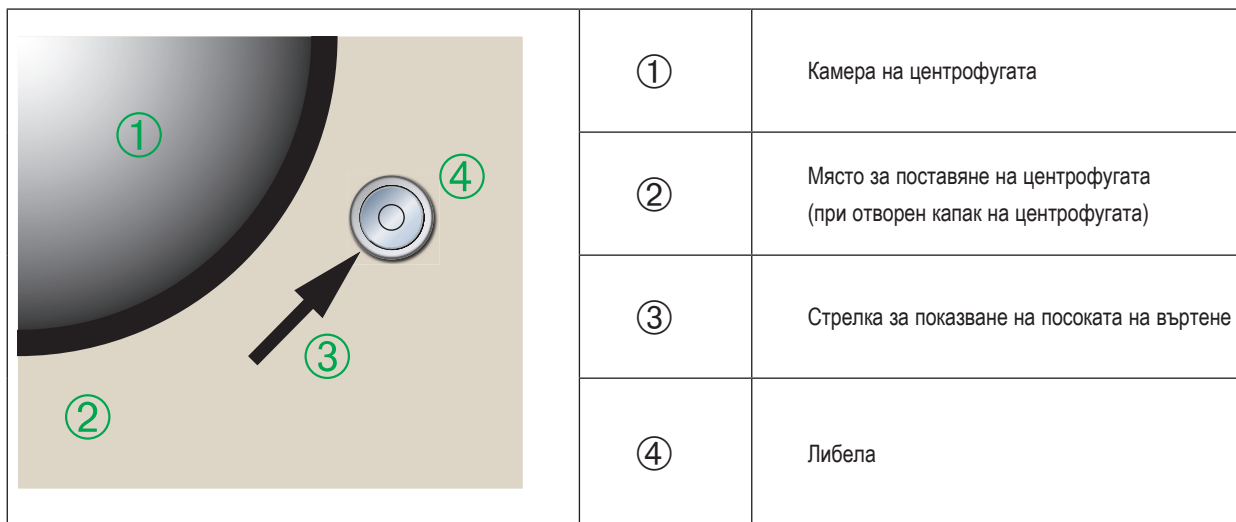 ①
②
③
④
① Камера на центрофугата
② Място за поставяне на центрофугата
(при отворен капак на центрофугата)
③ Стрелка за показване на посоката на въртене
④ Либела